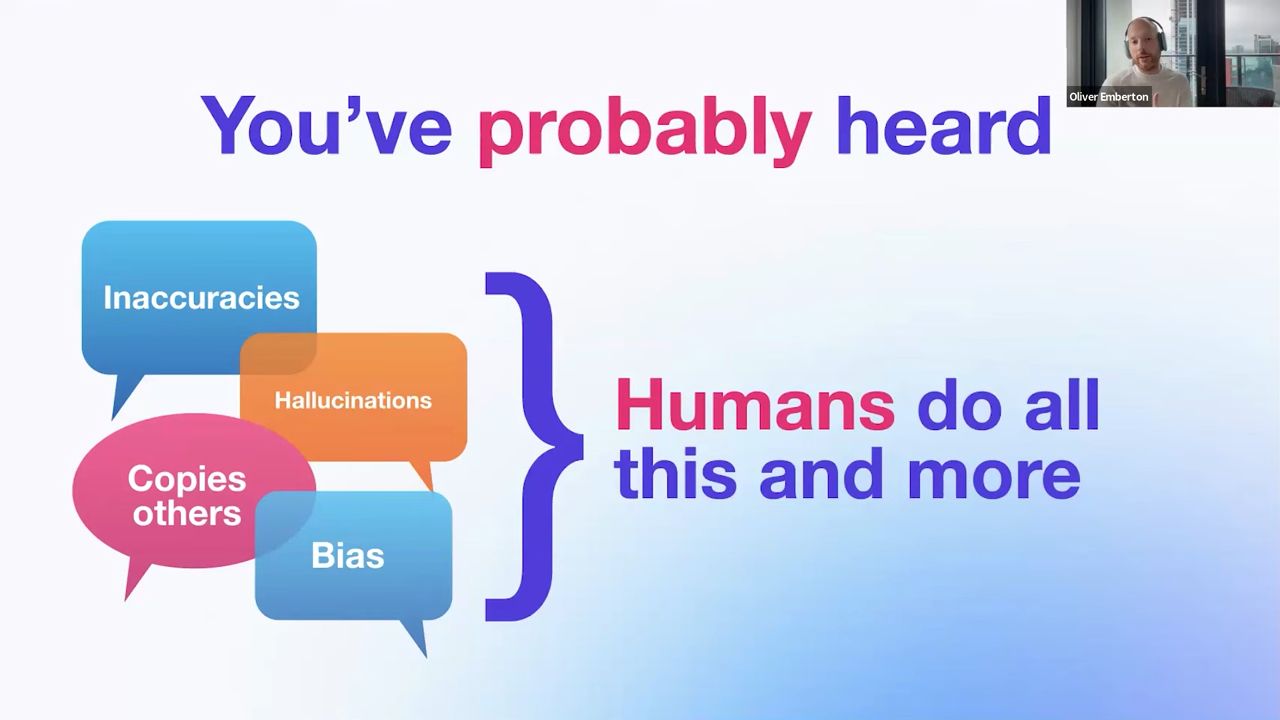 Oliver Emberton
You’ve probably heard
Inaccuracies
Hallucinations
Copies
others
Bias
Humans do all
this and more